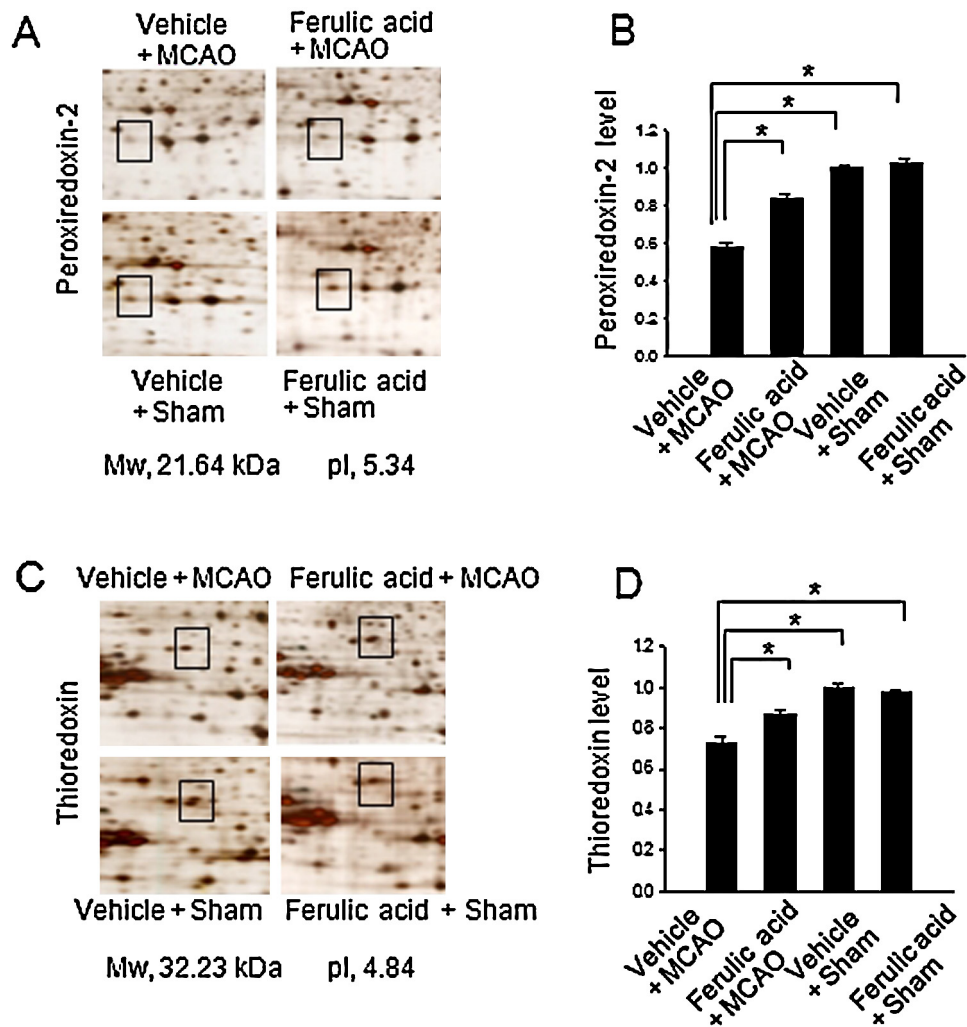 A
Vehicle
+ MCAO
Ferulic acid
+ MCAO
Peroxiredoxin-2
Vehicle
+ Sham
Ferulic acid
+ Sham
Mw, 21.64 kDa
pI, 5.34
B
*
*
*
Peroxiredoxin-2 level
1.2
1.0
0.8
0.6
0.4
0.2
0.0
Vehicle
+ MCAO
Ferulic acid
+ MCAO
Vehicle
+ Sham
Ferulic acid
+ Sham
C
Vehicle + MCAO
Ferulic acid + MCAO
Thioredoxin
Vehicle + Sham
Ferulic acid + Sham
Mw, 32.23 kDa
pI, 4.84
D
*
*
*
Thioredoxin level
1.2
1.0
0.8
0.6
0.4
0.2
0.0
Vehicle
+ MCAO
Ferulic acid
+ MCAO
Vehicle
+ Sham
Ferulic acid
+ Sham